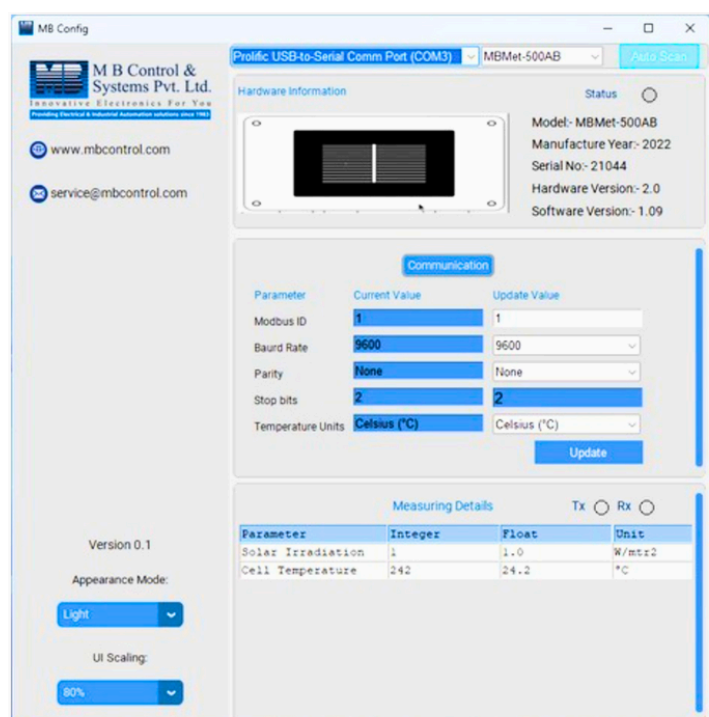 MB Config
MB
M B Control &
Systems Pvt. Ltd.
Innovative Electronics For You
Providing Electrical & Industrial Automation solutions since 1983
www.mbcontrol.com
service@mbcontrol.com
Version 0.1
Appearance Mode:
Light
UI Scaling:
80%
Prolific USB-to-Serial Comm Port (COM3) MBMet-500AB Auto Scan
Hardware Information Status
Model:- MBMet-500AB
Manufacture Year:- 2022
Serial No:- 21044
Hardware Version:- 2.0
Software Version:- 1.09
Communication
Parameter Current Value Update Value
Modbus ID 1 1
Baurd Rate 9600 9600
Parity None None
Stop bits 2 2
Temperature Units Celsius (°C) Celsius (°C)
Update
Measuring Details Tx Rx
Parameter Integer Float Unit
Solar Irradiation 1 1.0 W/mtr2
Cell Temperature 242 24.2 °C